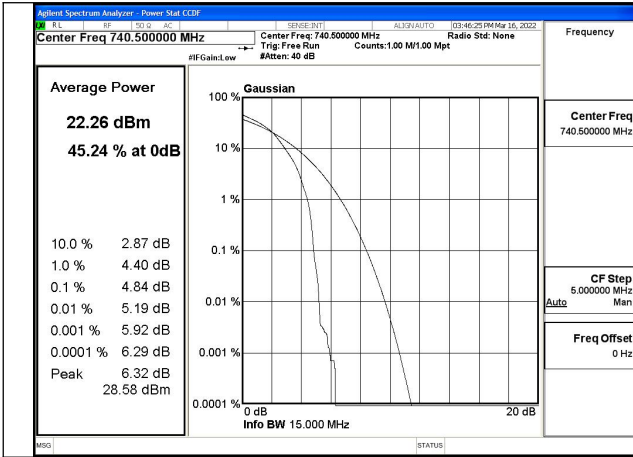 Agilent Spectrum Analyzer - Power Stat CCDF
RL RF 50 Ω AC SENSE:INT ALIGN AUTO 03:46:25 PM Mar 16, 2022
Center Freq 740.500000 MHz
Center Freq: 740.500000 MHz Radio Std: None
Trig: Free Run Counts:1.00 M/1.00 Mpt
#IFGain:Low #Atten: 40 dB
Frequency
Average Power
22.26 dBm
45.24 % at 0dB
10.0 % 2.87 dB
1.0 % 4.40 dB
0.1 % 4.84 dB
0.01 % 5.19 dB
0.001 % 5.92 dB
0.0001 % 6.29 dB
Peak 6.32 dB
28.58 dBm
Gaussian
100 %
10 %
1 %
0.1 %
0.01 %
0.001 %
0.0001 %
0 dB 20 dB
Info BW 15.000 MHz
Center Freq
740.500000 MHz
CF Step
5.000000 MHz
Auto Man
Freq Offset
0 Hz
MSG STATUS